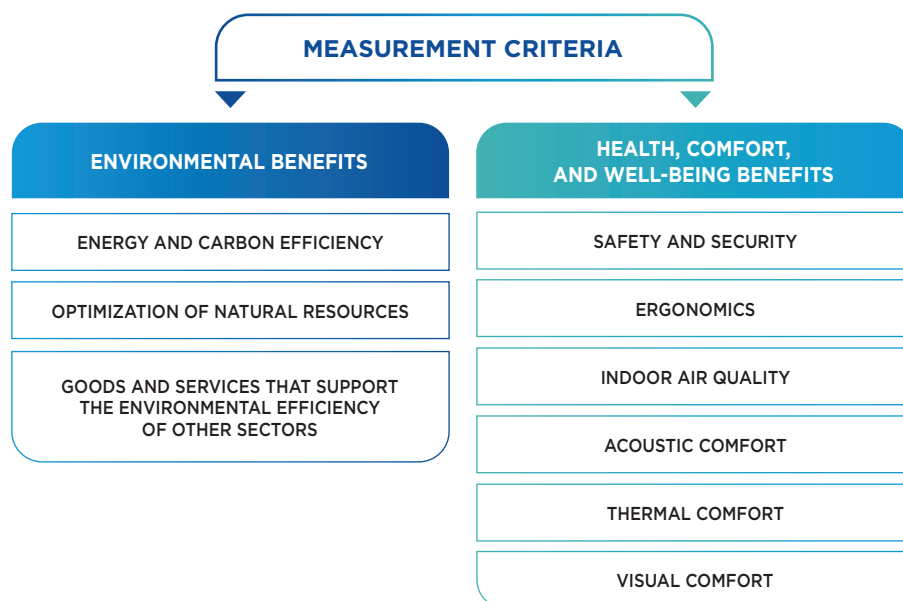 MEASUREMENT CRITERIA
ENVIRONMENTAL BENEFITS
ENERGY AND CARBON EFFICIENCY
OPTIMIZATION OF NATURAL RESOURCES
GOODS AND SERVICES THAT SUPPORT
THE ENVIRONMENTAL EFFICIENCY
OF OTHER SECTORS
HEALTH, COMFORT,
AND WELL-BEING BENEFITS
SAFETY AND SECURITY
ERGONOMICS
INDOOR AIR QUALITY
ACOUSTIC COMFORT
THERMAL COMFORT
VISUAL COMFORT